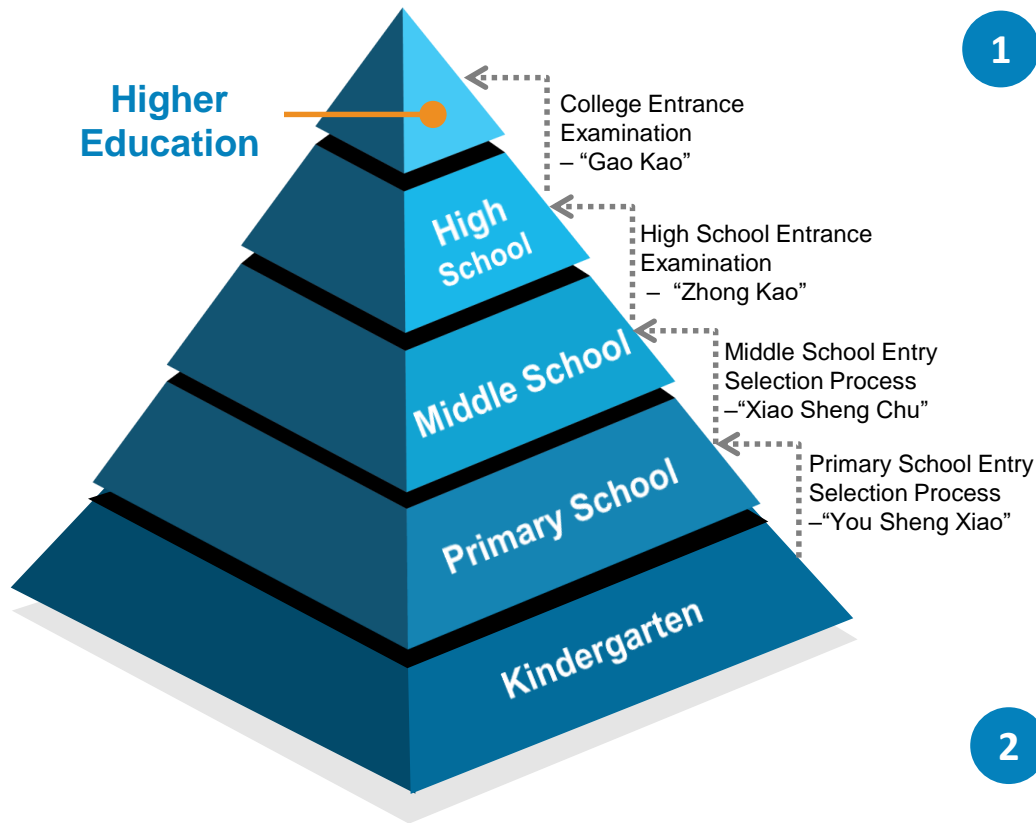 1
Higher
Education
College Entrance
Examination
– “Gao Kao”
High
School
High School Entrance
Examination
– “Zhong Kao”
Middle School
Middle School Entry
Selection Process
–“Xiao Sheng Chu”
Primary School
Primary School Entry
Selection Process
–“You Sheng Xiao”
Kindergarten
2